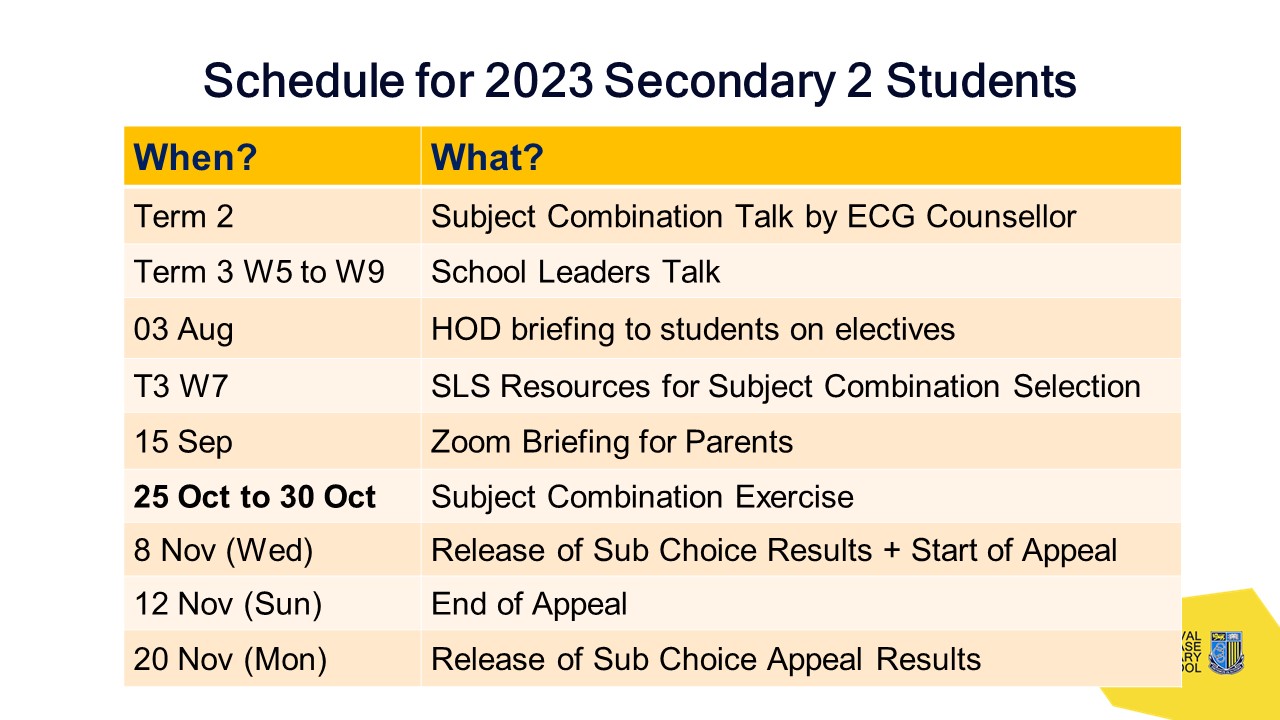 Schedule for 2023 Secondary 2 Students
When? What?
Term 2 Subject Combination Talk by ECG Counsellor
Term 3 W5 to W9 School Leaders Talk
03 Aug HOD briefing to students on electives
T3 W7 SLS Resources for Subject Combination Selection
15 Sep Zoom Briefing for Parents
25 Oct to 30 Oct Subject Combination Exercise
8 Nov (Wed) Release of Sub Choice Results + Start of Appeal
12 Nov (Sun) End of Appeal
20 Nov (Mon) Release of Sub Choice Appeal Results